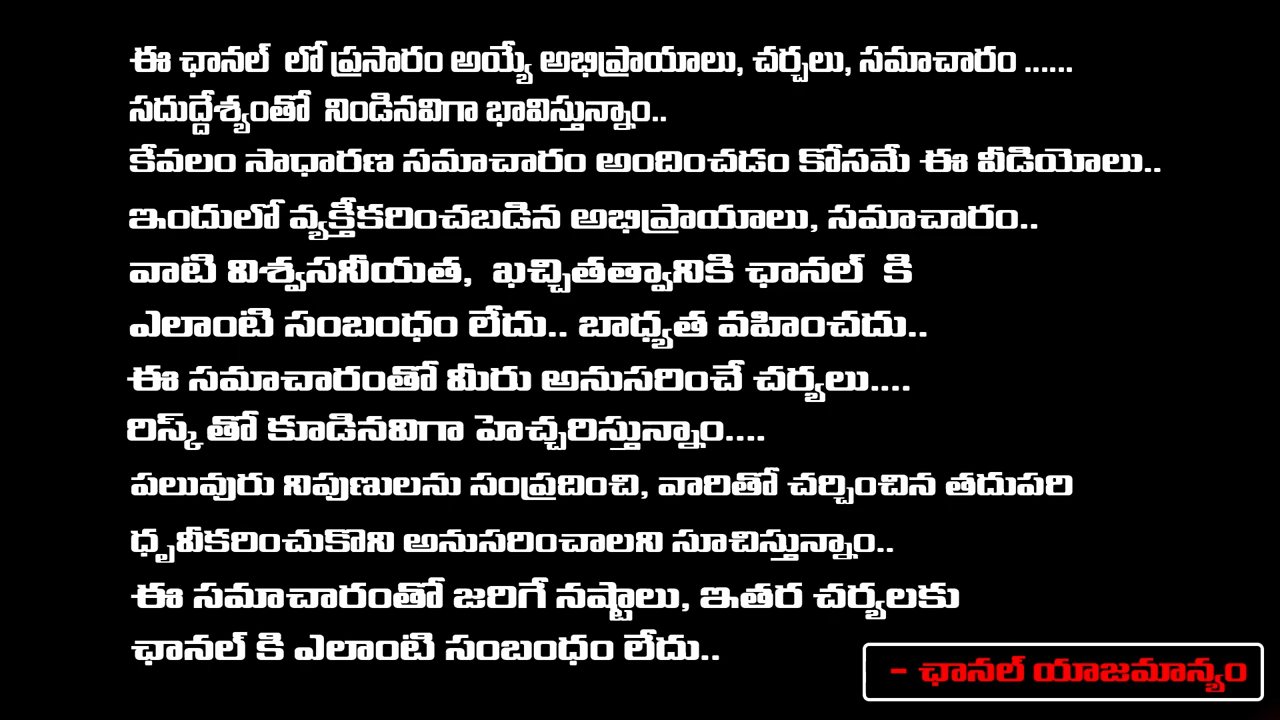 ఈ ఛానల్ లో ప్రసారం అయ్యే అభిప్రాయాలు, చర్చలు, సమాచారం ......
సదుద్దేశ్యంతో నిండినవిగా భావిస్తున్నాం..
కేవలం సాధారణ సమాచారం అందించడం కోసమే ఈ వీడియోలు..
ఇందులో వ్యక్తీకరించబడిన అభిప్రాయాలు, సమాచారం..
వాటి విశ్వసనీయత, ఖచ్చితత్వానికి ఛానల్ కి
ఎలాంటి సంబంధం లేదు.. బాధ్యత వహించదు..
ఈ సమాచారంతో మీరు అనుసరించే చర్యలు....
రిస్క్ తో కూడినవిగా హెచ్చరిస్తున్నాం....
పలువురు నిపుణులను సంప్రదించి, వారితో చర్చించిన తదుపరి
ధృవీకరించుకొని అనుసరించాలని సూచిస్తున్నాం..
ఈ సమాచారంతో జరిగే నష్టాలు, ఇతర చర్యలకు
ఛానల్ కి ఎలాంటి సంబంధం లేదు..
- ఛానల్ యాజమాన్యం